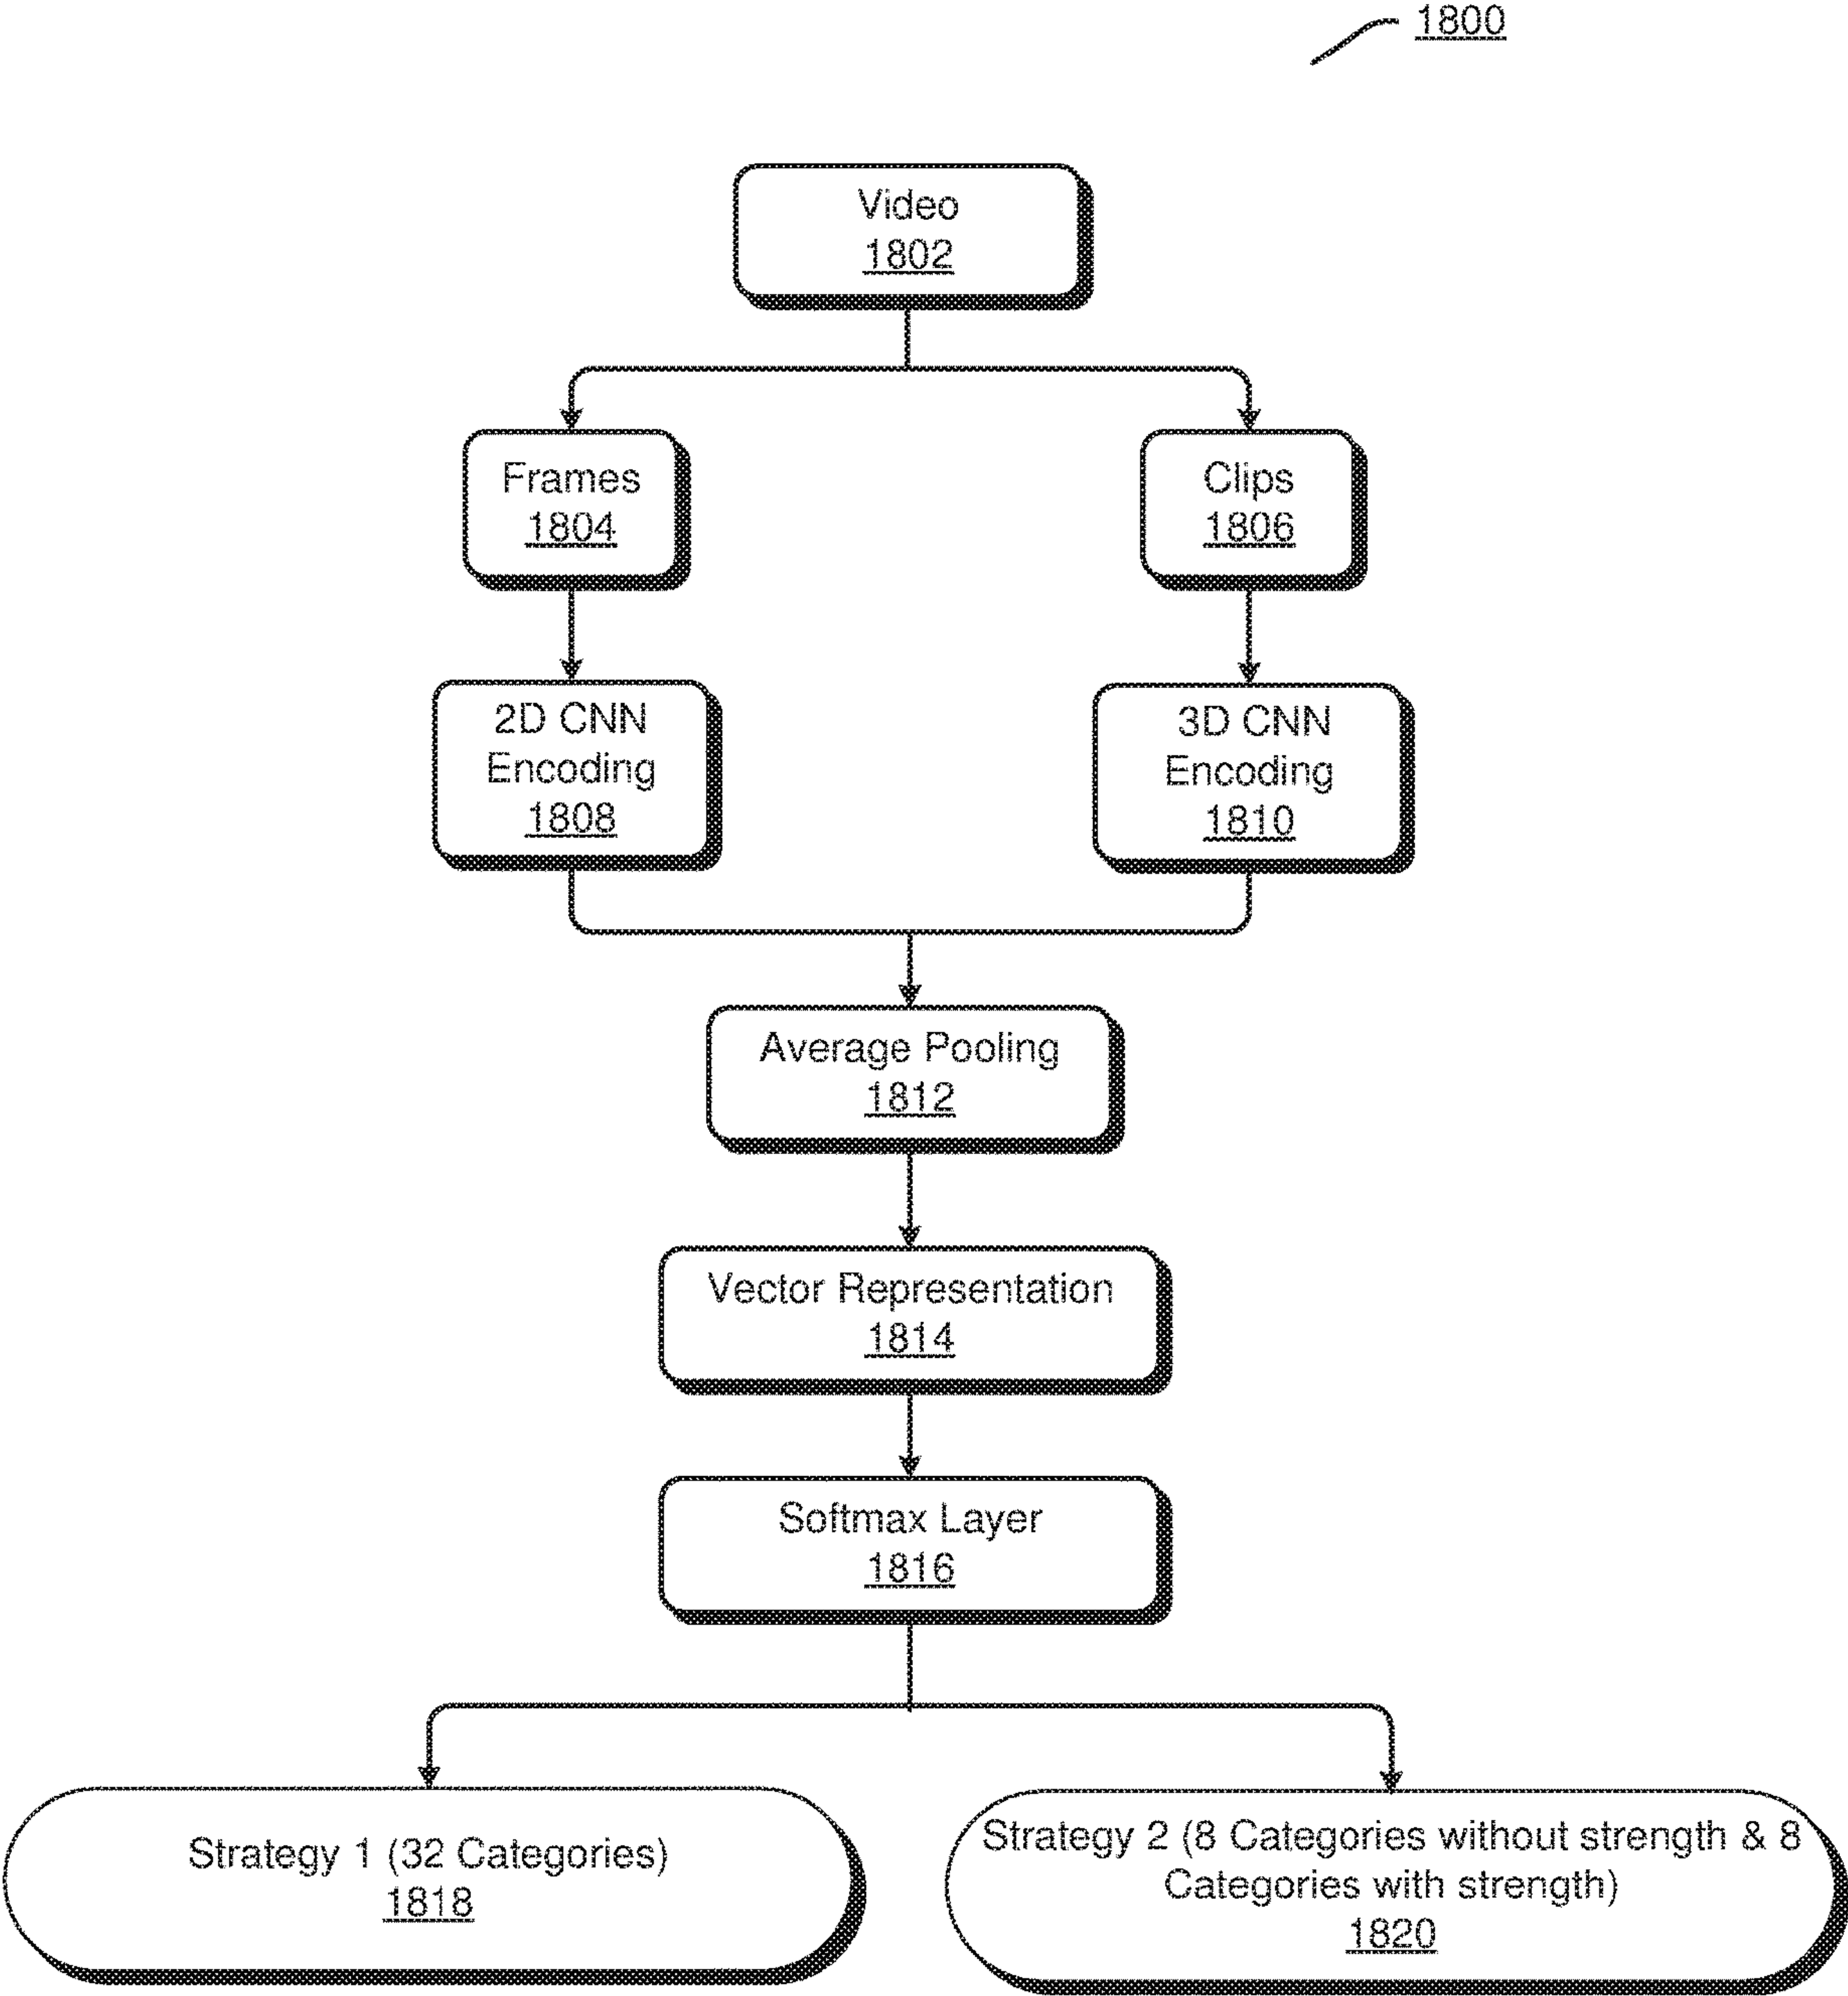 1800
Video
1802
Frames
1804
Clips
1806
2D CNN
Encoding
1808
3D CNN
Encoding
1810
Average Pooling
1812
Vector Representation
1814
Softmax Layer
1816
Strategy 1 (32 Categories)
1818
Strategy 2 (8 Categories without strength & 8
Categories with strength)
1820